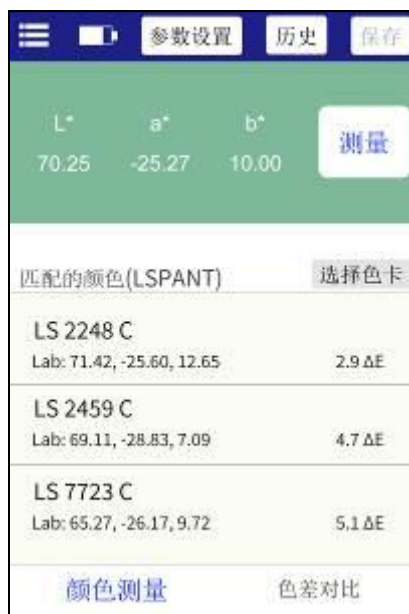 参数设置 历史 保存
L* a* b*
70.25 -25.27 10.00
测量
匹配的颜色(LSPANT) 选择色卡
LS 2248 C
Lab: 71.42, -25.60, 12.65 2.9 ΔE
LS 2459 C
Lab: 69.11, -28.83, 7.09 4.7 ΔE
LS 7723 C
Lab: 65.27, -26.17, 9.72 5.1 ΔE
颜色测量 色差对比